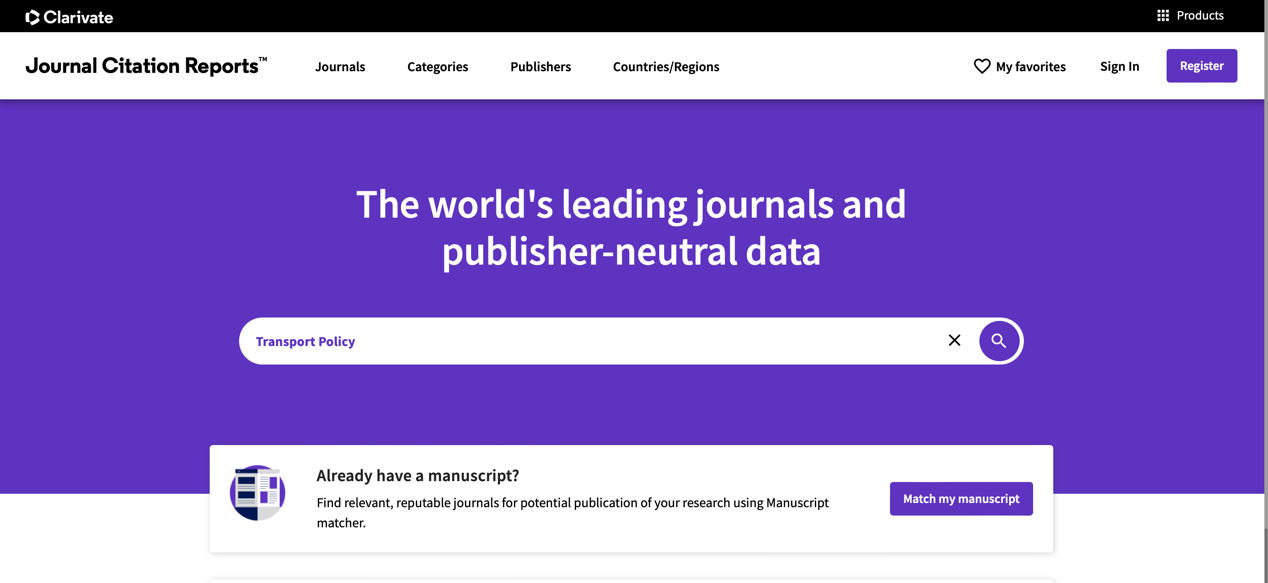 Clarivate
Products
Journal Citation Reports™
Journals
Categories
Publishers
Countries/Regions
My favorites
Sign In
Register
The world's leading journals and
publisher-neutral data
Transport Policy
Already have a manuscript?
Find relevant, reputable journals for potential publication of your research using Manuscript
matcher.
Match my manuscript